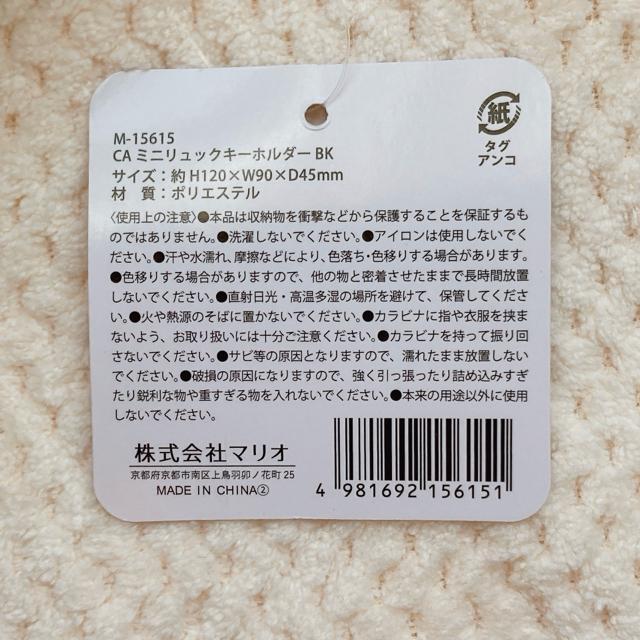 M-15615
CA ミニリュックキーホルダー BK
サイズ：約 H120×W90×D45mm
材　質：ポリエステル
紙
タグ
アンコ
〈使用上の注意〉●本品は収納物を衝撃などから保護することを保証するも
のではありません。●洗濯しないでください。●アイロンは使用しないでく
ださい。●汗や水濡れ、摩擦などにより、色落ち・色移りする場合があります。
●色移りする場合がありますので、他の物と密着させたままで長時間放置
しないでください。●直射日光・高温多湿の場所を避けて、保管してくださ
い。●火や熱源のそばに置かないでください。●カラビナに指や衣服を挟ま
ないよう、お取り扱いには十分ご注意ください。●カラビナを持って振り回
さないでください。●サビ等の原因となりますので、濡れたまま放置しない
でください。●破損の原因になりますので、強く引っ張ったり詰め込みすぎ
たり鋭利な物や重すぎる物を入れないでください。●本来の用途以外に使用
しないでください。
株式会社マリオ
京都府京都市南区上鳥羽卯ノ花町 25
MADE IN CHINA②
4 981692 156151